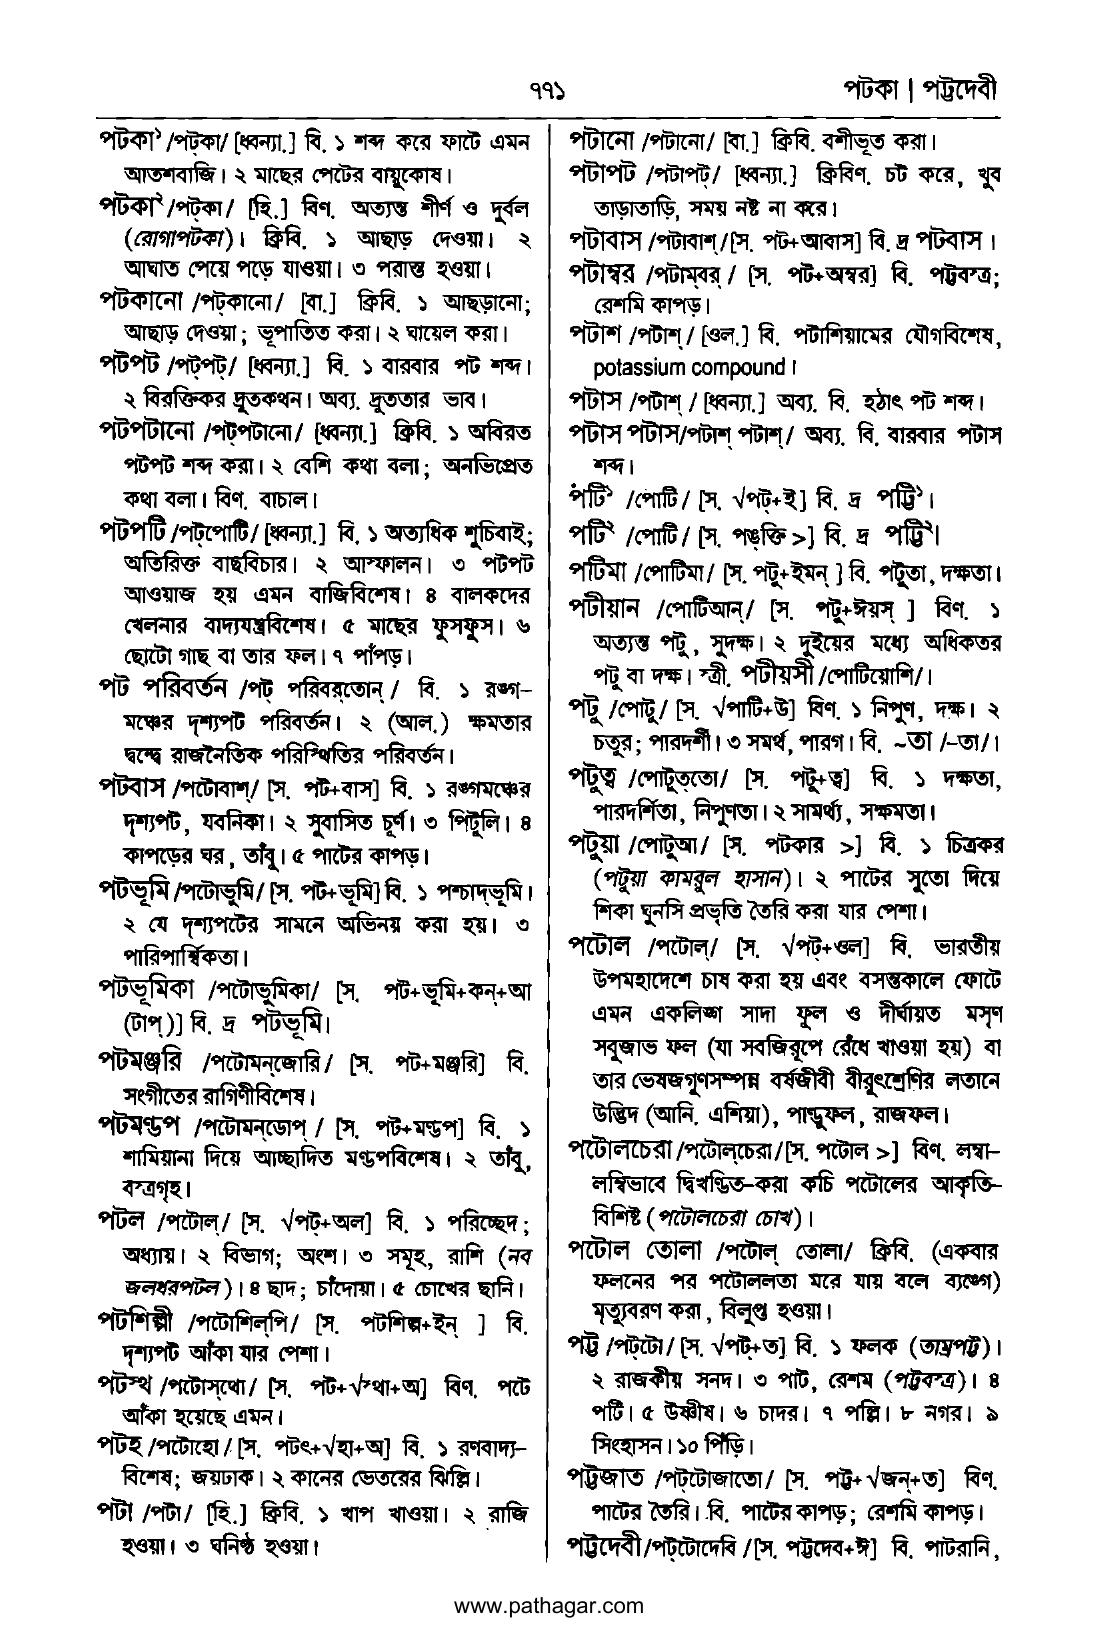 ৭৭১
পটকা | পট্টদেবী
পটকা১ /পট্‌কা/ [ধ্বন্যা.] বি. ১ শব্দ করে ফাটে এমন
আতশবাজি। ২ মাছের পেটের বায়ুকোষ।
পটকা২ /পট্‌কা/ [হি.] বিণ. অত্যন্ত শীর্ণ ও দুর্বল
(রোগাপটকা)। ক্রিবি. ১ আছাড় দেওয়া। ২
আঘাত পেয়ে পড়ে যাওয়া। ৩ পরাস্ত হওয়া।
পটকানো /পট্‌কানো/ [বা.] ক্রিবি. ১ আছড়ানো;
আছাড় দেওয়া; ভূপাতিত করা। ২ ঘায়েল করা।
পটপট /পট্‌পট্/ [ধ্বন্যা.] বি. ১ বারবার পট শব্দ।
২ বিরক্তিকর দ্রুতকথন। অব্য. দ্রুততার ভাব।
পটপটানো /পট্‌পটানো/ [ধ্বন্যা.] ক্রিবি. ১ অবিরত
পটপট শব্দ করা। ২ বেশি কথা বলা; অনভিপ্রেত
কথা বলা। বিণ. বাচাল।
পটপটি /পট্‌পোটি/ [ধ্বন্যা.] বি. ১ অত্যধিক শুচিবাই;
অতিরিক্ত বাছবিচার। ২ আস্ফালন। ৩ পটপট
আওয়াজ হয় এমন বাজিবিশেষ। ৪ বালকদের
খেলনার বাদ্যযন্ত্রবিশেষ। ৫ মাছের ফুসফুস। ৬
ছোটো গাছ বা তার ফল। ৭ পাঁপড়।
পট পরিবর্তন /পট্ পরিবর্‌তোন্/ বি. ১ রঙ্গ-
মঞ্চের দৃশ্যপট পরিবর্তন। ২ (আল.) ক্ষমতার
দ্বন্দ্বে রাজনৈতিক পরিস্থিতির পরিবর্তন।
পটবাস /পটোবাশ্/ [স. পট+বাস] বি. ১ রঙ্গমঞ্চের
দৃশ্যপট, যবনিকা। ২ সুবাসিত চূর্ণ। ৩ পিটুলি। ৪
কাপড়ের ঘর, তাঁবু। ৫ পাটের কাপড়।
পটভূমি /পটোভুমি/ [স. পট+ভূমি] বি. ১ পশ্চাদ্‌ভূমি।
২ যে দৃশ্যপটের সামনে অভিনয় করা হয়। ৩
পারিপার্শ্বিকতা।
পটভূমিকা /পটোভুমিকা/ [স. পট+ভূমি+কন্+আ
(টাপ্)] বি. দ্র পটভূমি।
পটমঞ্জরি /পটোমন্‌জোরি/ [স. পট+মঞ্জরি] বি.
সংগীতের রাগিণীবিশেষ।
পটমণ্ডপ /পটোমন্‌ডোপ্/ [স. পট+মণ্ডপ] বি. ১
শামিয়ানা দিয়ে আচ্ছাদিত মণ্ডপবিশেষ। ২ তাঁবু,
বস্ত্রগৃহ।
পটল /পটোল্/ [স. √পট্+অল] বি. ১ পরিচ্ছেদ;
অধ্যায়। ২ বিভাগ; অংশ। ৩ সমূহ, রাশি (নব
জলধরপটল)। ৪ ছাদ; চাঁদোয়া। ৫ চোখের ছানি।
পটশিল্পী /পটোশিল্‌পি/ [স. পটশিল্প+ইন্ ] বি.
দৃশ্যপট আঁকা যার পেশা।
পটস্থ /পটোস্‌থো/ [স. পট+√স্থা+অ] বিণ. পটে
আঁকা হয়েছে এমন।
পটহ /পটোহো/ [স. পটৎ+√হা+অ] বি. ১ রণবাদ্য-
বিশেষ; জয়ঢাক। ২ কানের ভেতরের ঝিল্লি।
পটা /পটা/ [হি.] ক্রিবি. ১ খাপ খাওয়া। ২ রাজি
হওয়া। ৩ ঘনিষ্ঠ হওয়া।
পটানো /পটানো/ [বা.] ক্রিবি. বশীভূত করা।
পটাপট /পটাপট্/ [ধ্বন্যা.] ক্রিবিণ. চট করে, খুব
তাড়াতাড়ি, সময় নষ্ট না করে।
পটাবাস /পটাবাশ্/ [স. পট+আবাস] বি. দ্র পটবাস।
পটাম্বর /পটাম্‌বর্/ [স. পট+অম্বর] বি. পট্টবস্ত্র;
রেশমি কাপড়।
পটাশ /পটাশ্/ [ওল.] বি. পটাশিয়ামের যৌগবিশেষ,
potassium compound।
পটাস /পটাশ্/ [ধ্বন্যা.] অব্য. বি. হঠাৎ পট শব্দ।
পটাস পটাস/পটাশ্ পটাশ্/ অব্য. বি. বারবার পটাস
শব্দ।
পটি১ /পোটি/ [স. √পট্+ই] বি. দ্র পট্টি১।
পটি২ /পোটি/ [স. পঙ্‌ক্তি >] বি. দ্র পট্টি২।
পটিমা /পোটিমা/ [স. পটু+ইমন্ ] বি. পটুতা, দক্ষতা।
পটীয়ান /পোটিআন্/ [স. পটু+ঈয়স্ ] বিণ. ১
অত্যন্ত পটু, সুদক্ষ। ২ দুইয়ের মধ্যে অধিকতর
পটু বা দক্ষ। স্ত্রী. পটীয়সী /পোটিয়োশি/।
পটু /পোটু/ [স. √পাটি+উ] বিণ. ১ নিপুণ, দক্ষ। ২
চতুর; পারদর্শী। ৩ সমর্থ, পারগ। বি. ~তা /-তা/।
পটুত্ব /পোটুত্‌তো/ [স. পটু+ত্ব] বি. ১ দক্ষতা,
পারদর্শিতা, নিপুণতা। ২ সামর্থ্য, সক্ষমতা।
পটুয়া /পোটুআ/ [স. পটকার >] বি. ১ চিত্রকর
(পটুয়া কামরুল হাসান)। ২ পাটের সুতো দিয়ে
শিকা ঘুনসি প্রভৃতি তৈরি করা যার পেশা।
পটোল /পটোল্/ [স. √পট্+ওল] বি. ভারতীয়
উপমহাদেশে চাষ করা হয় এবং বসন্তকালে ফোটে
এমন একলিঙ্গ সাদা ফুল ও দীর্ঘায়ত মসৃণ
সবুজাভ ফল (যা সবজিরূপে রেঁধে খাওয়া হয়) বা
তার ভেষজগুণসম্পন্ন বর্ষজীবী বীরুৎশ্রেণির লতানে
উদ্ভিদ (আনি. এশিয়া), পাণ্ডুফল, রাজফল।
পটোলচেরা /পটোল্‌চেরা/ [স. পটোল >] বিণ. লম্বা-
লম্বিভাবে দ্বিখণ্ডিত-করা কচি পটোলের আকৃতি-
বিশিষ্ট (পটোলচেরা চোখ)।
পটোল তোলা /পটোল্ তোলা/ ক্রিবি. (একবার
ফলনের পর পটোললতা মরে যায় বলে ব্যঙ্গে)
মৃত্যুবরণ করা, বিলুপ্ত হওয়া।
পট্ট /পট্‌টো/ [স. √পট্+ত] বি. ১ ফলক (তাম্রপট্ট)।
২ রাজকীয় সনদ। ৩ পাট, রেশম (পট্টবস্ত্র)। ৪
পটি। ৫ উষ্ণীষ। ৬ চাদর। ৭ পল্লি। ৮ নগর। ৯
সিংহাসন। ১০ পিঁড়ি।
পট্টজাত /পট্‌টোজাতো/ [স. পট্ট+√জন্+ত] বিণ.
পাটের তৈরি। বি. পাটের কাপড়; রেশমি কাপড়।
পট্টদেবী /পট্‌টোদেবি/ [স. পট্টদেব+ঈ] বি. পাটরানি,
www.pathagar.com